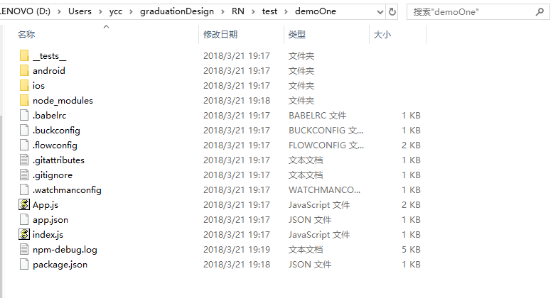 LENOVO (D:) > Users > ycc > graduationDesign > RN > test > demoOne 搜索"demoOne"
名称 修改日期 类型 大小
__tests__ 2018/3/21 19:17 文件夹
android 2018/3/21 19:17 文件夹
ios 2018/3/21 19:17 文件夹
node_modules 2018/3/21 19:18 文件夹
.babelrc 2018/3/21 19:17 BABELRC 文件 1 KB
.buckconfig 2018/3/21 19:17 BUCKCONFIG 文... 1 KB
.flowconfig 2018/3/21 19:17 FLOWCONFIG 文... 2 KB
.gitattributes 2018/3/21 19:17 文本文档 1 KB
.gitignore 2018/3/21 19:17 文本文档 1 KB
.watchmanconfig 2018/3/21 19:17 WATCHMANCO... 1 KB
App.js 2018/3/21 19:17 JavaScript 文件 2 KB
app.json 2018/3/21 19:17 JSON 文件 1 KB
index.js 2018/3/21 19:17 JavaScript 文件 1 KB
npm-debug.log 2018/3/21 19:19 文本文档 5 KB
package.json 2018/3/21 19:18 JSON 文件 1 KB